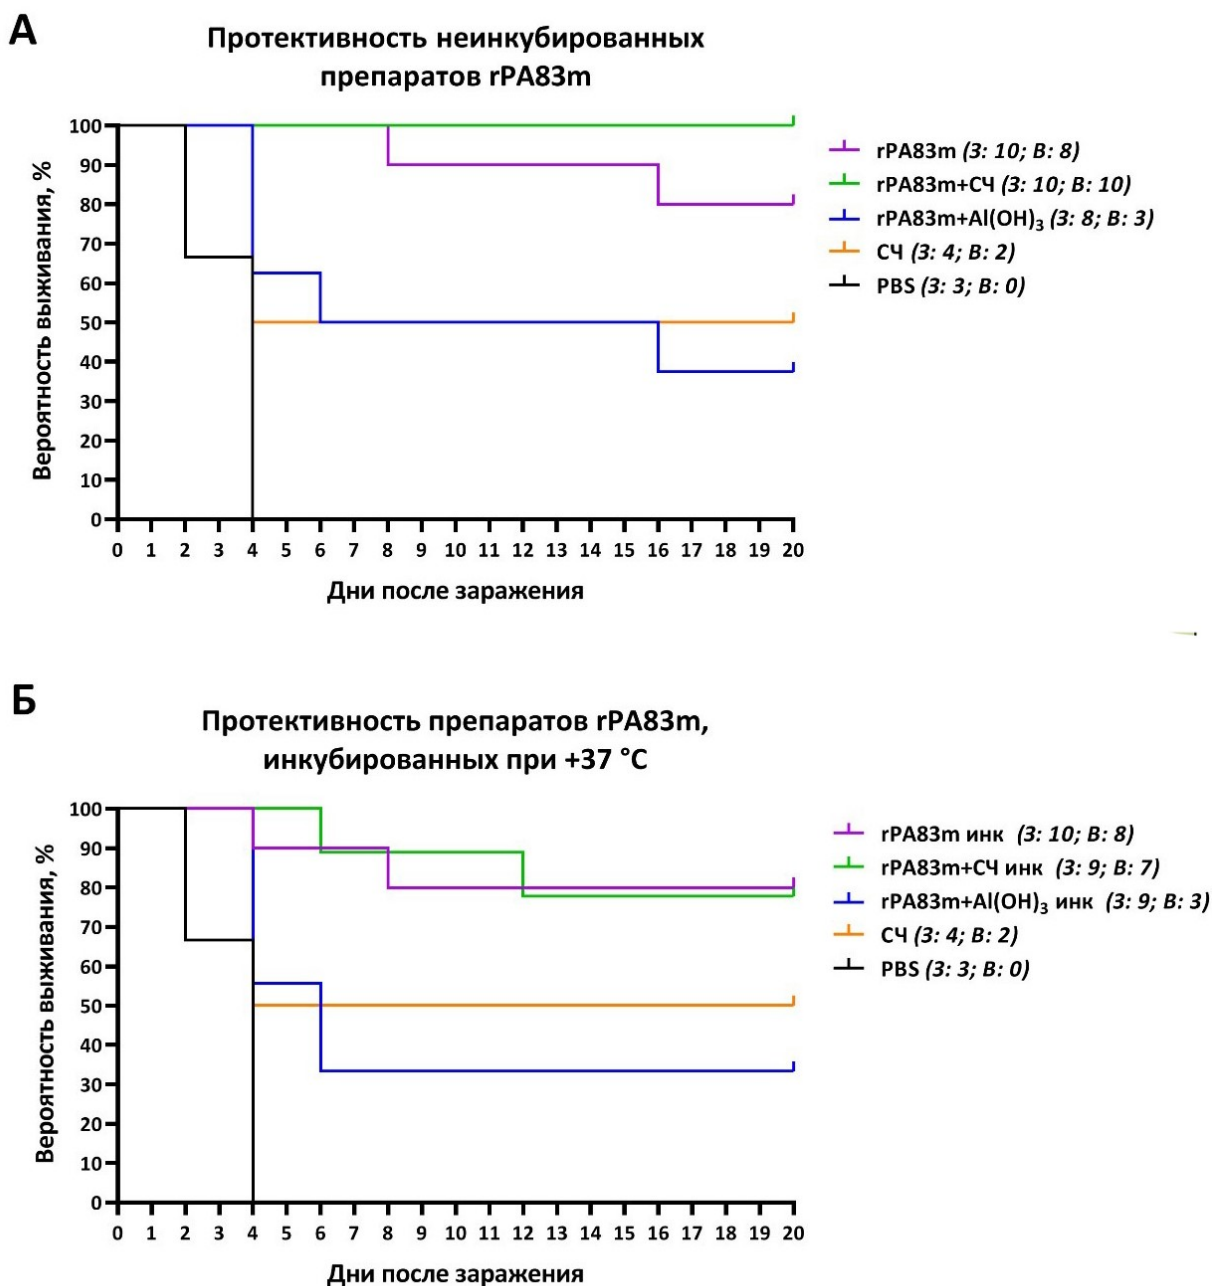 А
Протективность неинкубированных
препаратов rPA83m
Вероятность выживания, %
100
90
80
70
60
50
40
30
20
10
0
0 1 2 3 4 5 6 7 8 9 10 11 12 13 14 15 16 17 18 19 20
Дни после заражения
rPA83m (З: 10; В: 8)
rPA83m+СЧ (З: 10; В: 10)
rPA83m+Al(OH)₃ (З: 8; В: 3)
СЧ (З: 4; В: 2)
PBS (З: 3; В: 0)
Б
Протективность препаратов rPA83m,
инкубированных при +37 °C
Вероятность выживания, %
100
90
80
70
60
50
40
30
20
10
0
0 1 2 3 4 5 6 7 8 9 10 11 12 13 14 15 16 17 18 19 20
Дни после заражения
rPA83m инк (З: 10; В: 8)
rPA83m+СЧ инк (З: 9; В: 7)
rPA83m+Al(OH)₃ инк (З: 9; В: 3)
СЧ (З: 4; В: 2)
PBS (З: 3; В: 0)